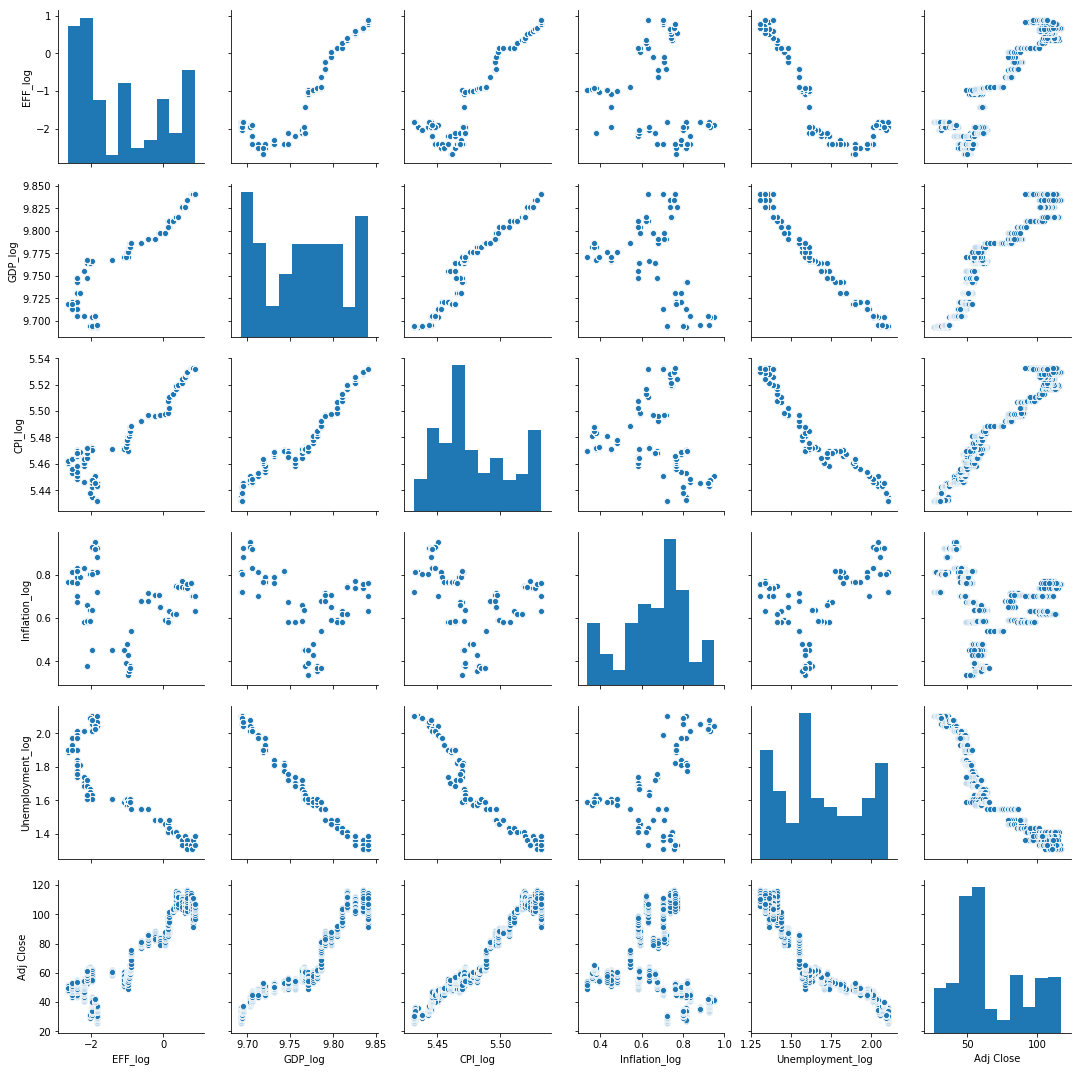 1
0
−1
−2
EFF_log
9.850
9.825
9.800
9.775
9.750
9.725
9.700
GDP_log
5.54
5.52
5.50
5.48
5.46
5.44
CPI_log
0.8
0.6
0.4
Inflation_log
2.0
1.8
1.6
1.4
Unemployment_log
120
100
80
60
40
20
Adj Close
−2 0
EFF_log
9.70 9.75 9.80 9.85
GDP_log
5.45 5.50
CPI_log
0.4 0.6 0.8 1.0
Inflation_log
1.25 1.50 1.75 2.00
Unemployment_log
50 100
Adj Close